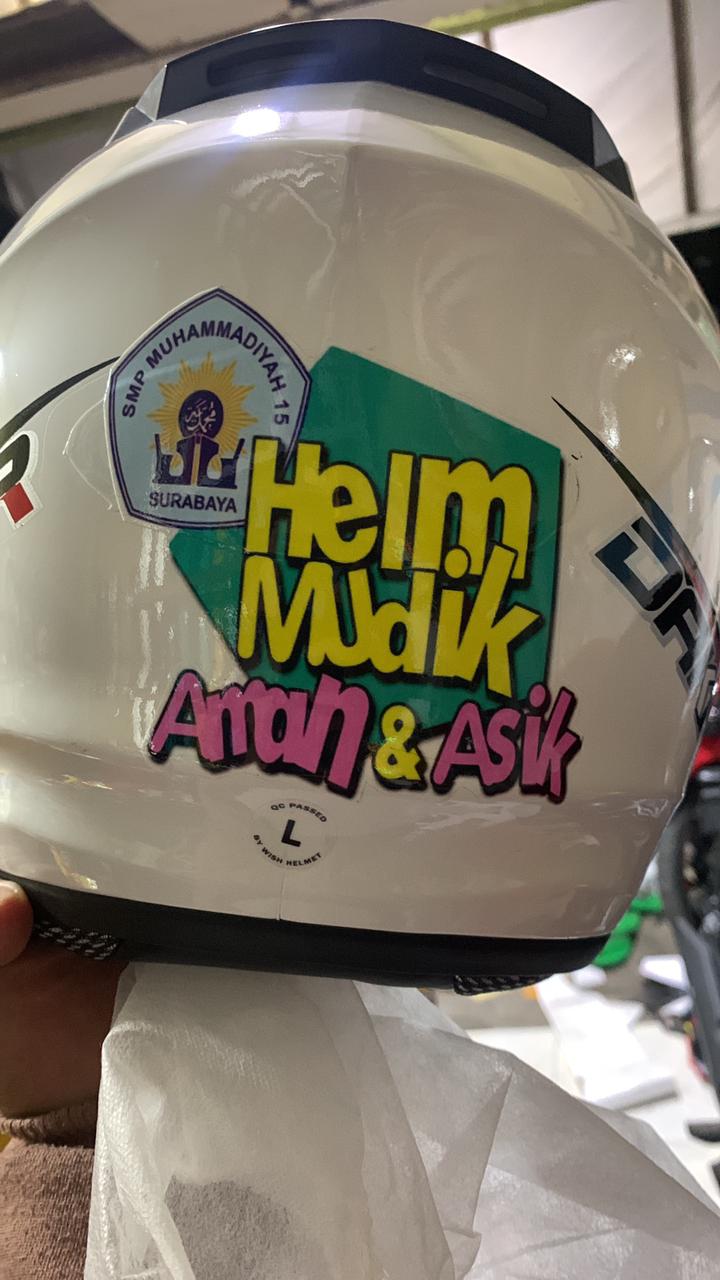 SMP MUHAMMADIYAH 15
SURABAYA
Helm
Mudik
Aman & Asik
QC PASSED
L
BY WISH HELMET